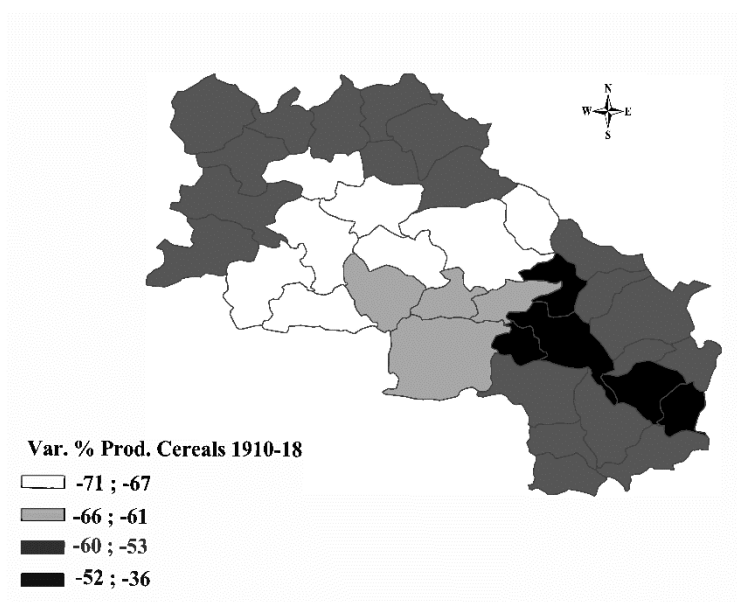 N
W E
S
Var. % Prod. Cereals 1910-18
-71 ; -67
-66 ; -61
-60 ; -53
-52 ; -36